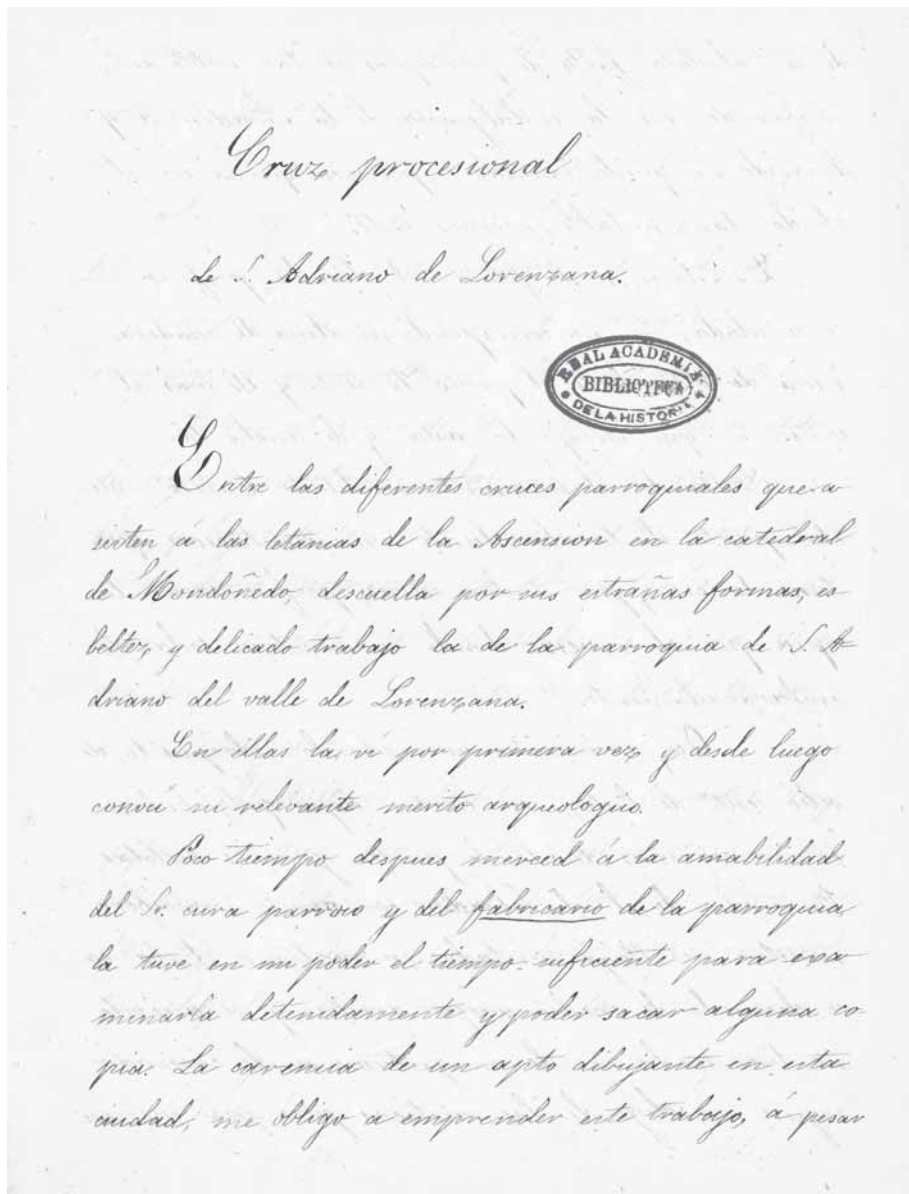 Cruz procesional
de S. Adriano de Lorenzana.
REAL ACADEMIA
BIBLIOTECA
DE LA HISTORIA
Entre las diferentes cruces parroquiales que a
sisten á las letanias de la Ascension en la catedral
de Mondoñedo, descuella por sus estrañas formas, es
beltez, y delicado trabajo la de la parroquia de S. A
driano del valle de Lorenzana.
En ellas la vi por primera vez y desde luego
conoci su relevante merito arqueologico.
Poco tiempo despues merced á la amabilidad
del Sr. cura parroco y del fabricario de la parroquia
la tuve en mi poder el tiempo suficiente para exa
minarla detenidamente y poder sacar alguna co
pia. La carencia de un apto dibujante en esta
ciudad, me obligo a emprender este trabajo, á pesar